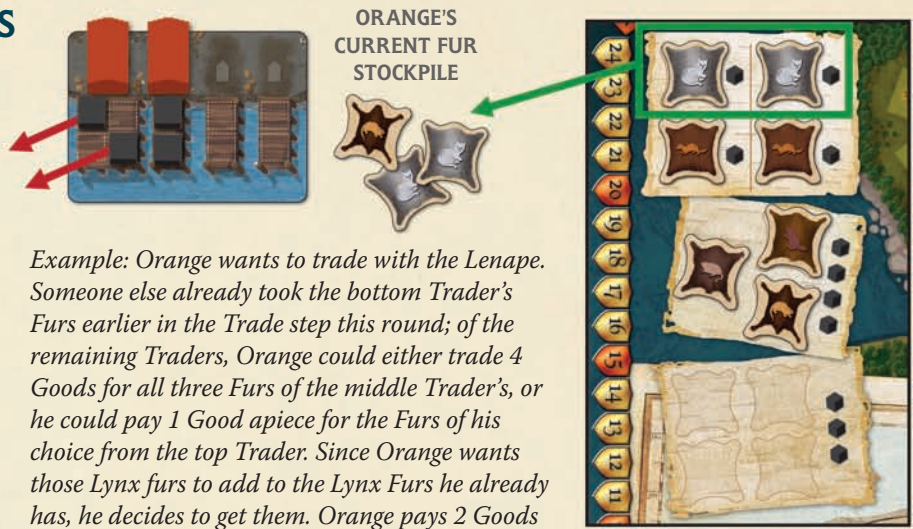 S
ORANGE'S
CURRENT FUR
STOCKPILE
Example: Orange wants to trade with the Lenape.
Someone else already took the bottom Trader's
Furs earlier in the Trade step this round; of the
remaining Traders, Orange could either trade 4
Goods for all three Furs of the middle Trader's, or
he could pay 1 Good apiece for the Furs of his
choice from the top Trader. Since Orange wants
those Lynx furs to add to the Lynx Furs he already
has, he decides to get them. Orange pays 2 Goods
24
23
22
21
20
19
18
17
16
15
14
13
12
11